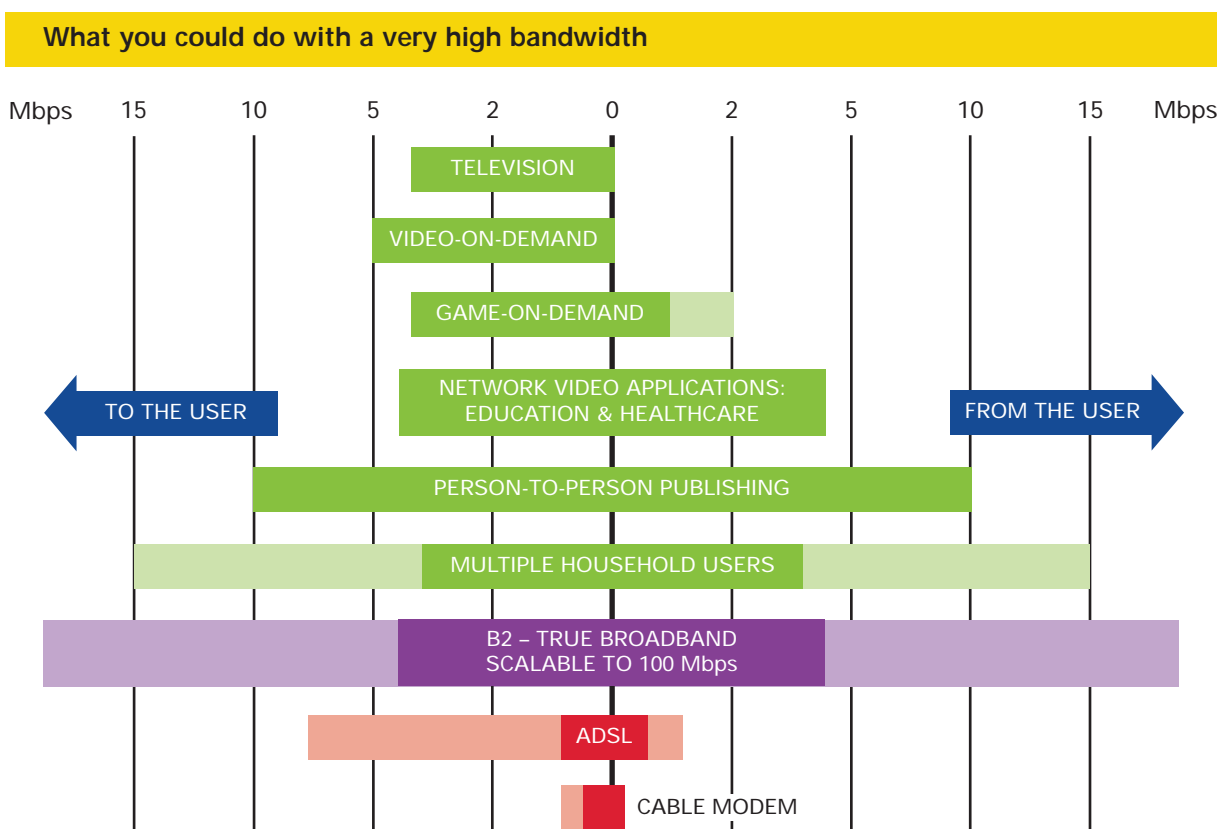 What you could do with a very high bandwidth
Mbps 15 10 5 2 0 2 5 10 15 Mbps
TELEVISION
VIDEO-ON-DEMAND
GAME-ON-DEMAND
NETWORK VIDEO APPLICATIONS:
EDUCATION & HEALTHCARE
TO THE USER
FROM THE USER
PERSON-TO-PERSON PUBLISHING
MULTIPLE HOUSEHOLD USERS
B2 – TRUE BROADBAND
SCALABLE TO 100 Mbps
ADSL
CABLE MODEM